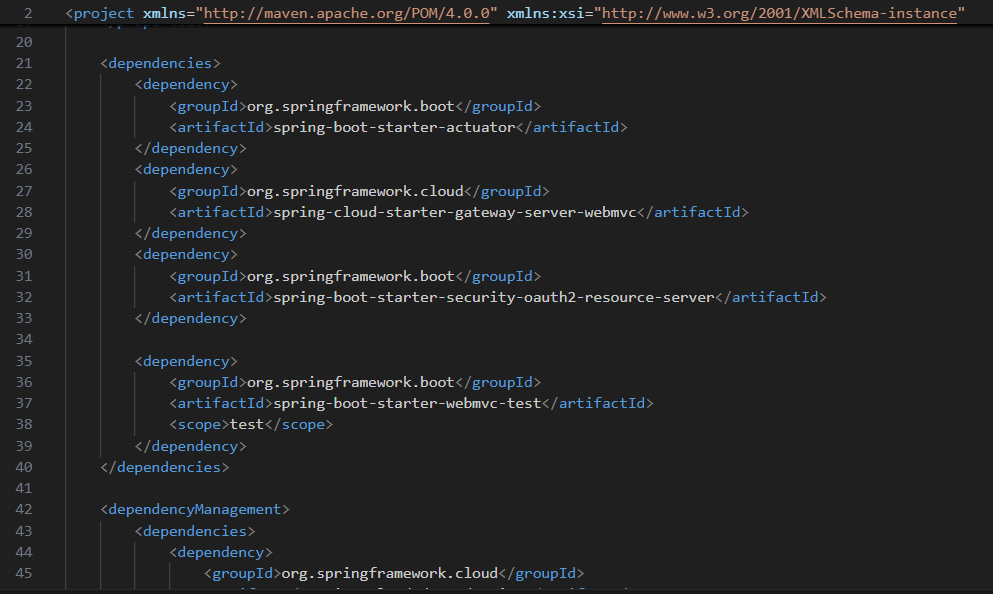 2 <project xmlns="http://maven.apache.org/POM/4.0.0" xmlns:xsi="http://www.w3.org/2001/XMLSchema-instance"
20
21 <dependencies>
22 <dependency>
23 <groupId>org.springframework.boot</groupId>
24 <artifactId>spring-boot-starter-actuator</artifactId>
25 </dependency>
26 <dependency>
27 <groupId>org.springframework.cloud</groupId>
28 <artifactId>spring-cloud-starter-gateway-server-webmvc</artifactId>
29 </dependency>
30 <dependency>
31 <groupId>org.springframework.boot</groupId>
32 <artifactId>spring-boot-starter-security-oauth2-resource-server</artifactId>
33 </dependency>
34
35 <dependency>
36 <groupId>org.springframework.boot</groupId>
37 <artifactId>spring-boot-starter-webmvc-test</artifactId>
38 <scope>test</scope>
39 </dependency>
40 </dependencies>
41
42 <dependencyManagement>
43 <dependencies>
44 <dependency>
45 <groupId>org.springframework.cloud</groupId>